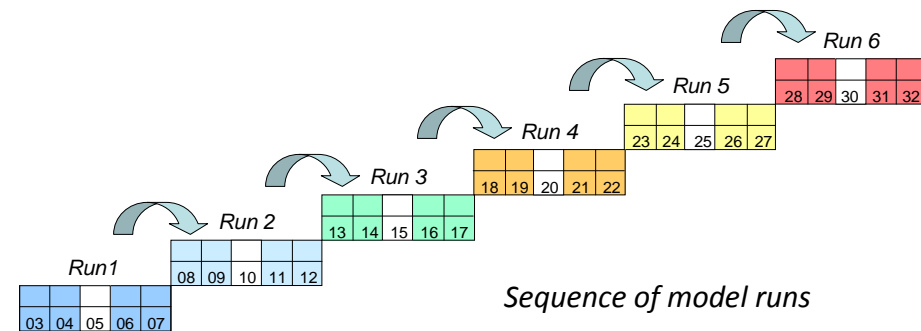 Run 6
28 29 30 31 32
Run 5
23 24 25 26 27
Run 4
18 19 20 21 22
Run 3
13 14 15 16 17
Run 2
08 09 10 11 12
Run1
03 04 05 06 07
Sequence of model runs